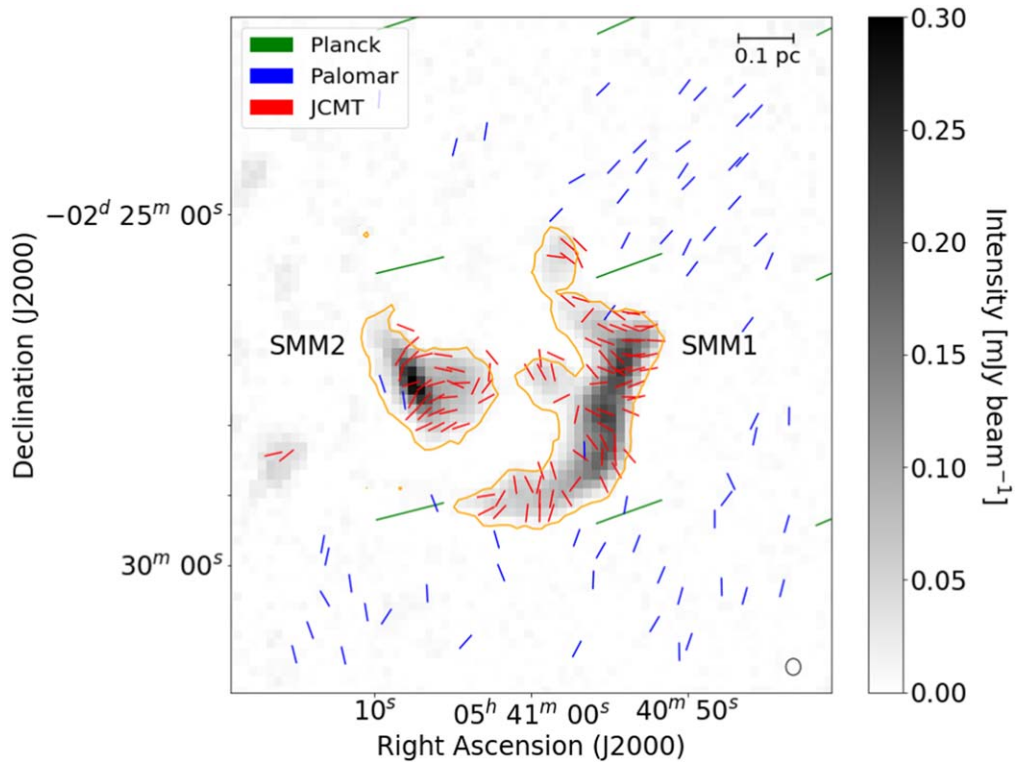 Planck
Palomar
JCMT
0.1 pc
SMM2
SMM1
−02ᵈ 25ᵐ 00ˢ
30ᵐ 00ˢ
Declination (J2000)
10ˢ
05ʰ 41ᵐ 00ˢ
40ᵐ 50ˢ
Right Ascension (J2000)
0.30
0.25
0.20
0.15
0.10
0.05
0.00
Intensity [mJy beam⁻¹]